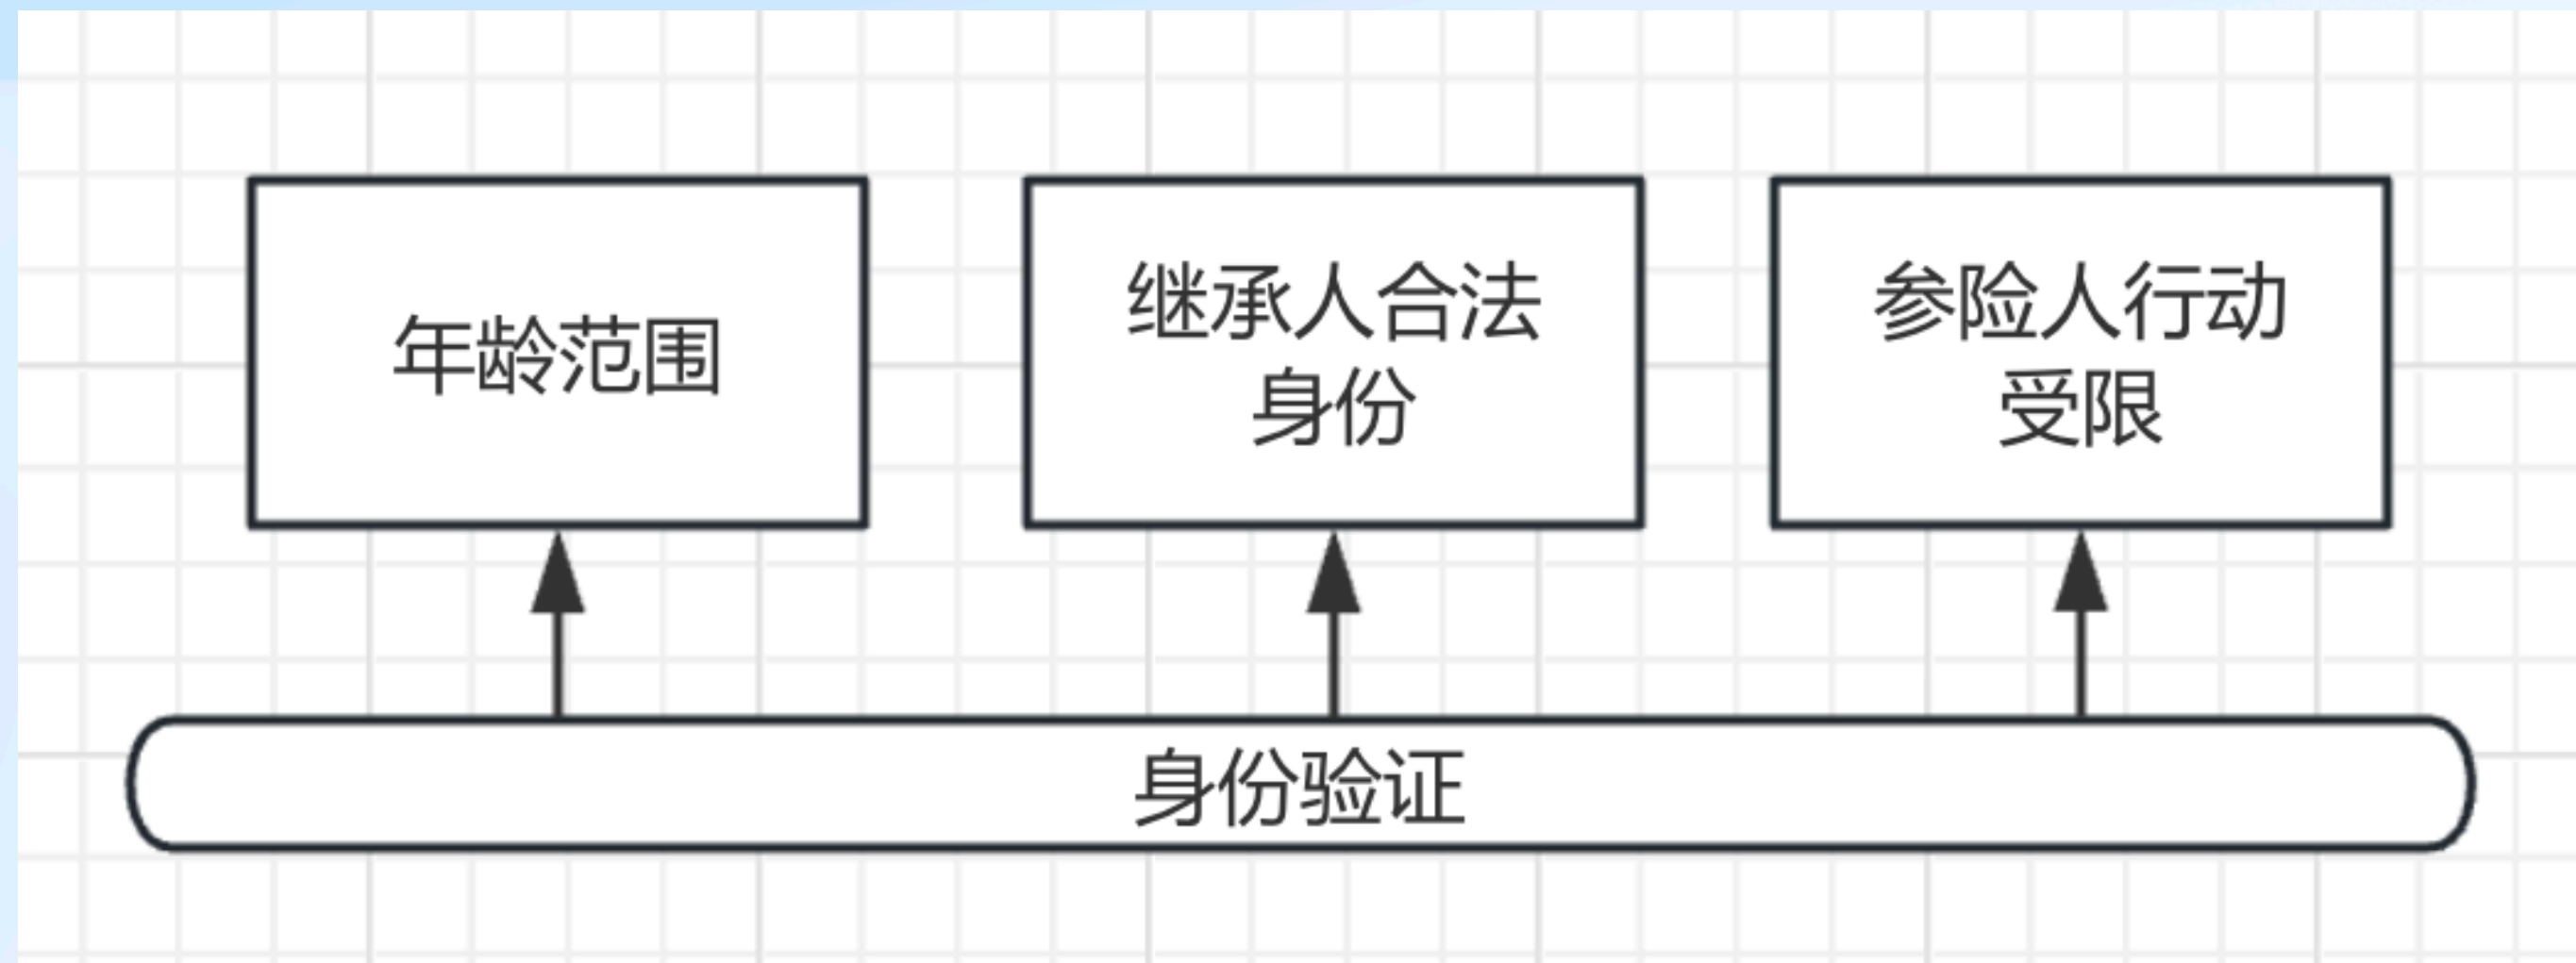 年龄范围
继承人合法
身份
参险人行动
受限
身份验证